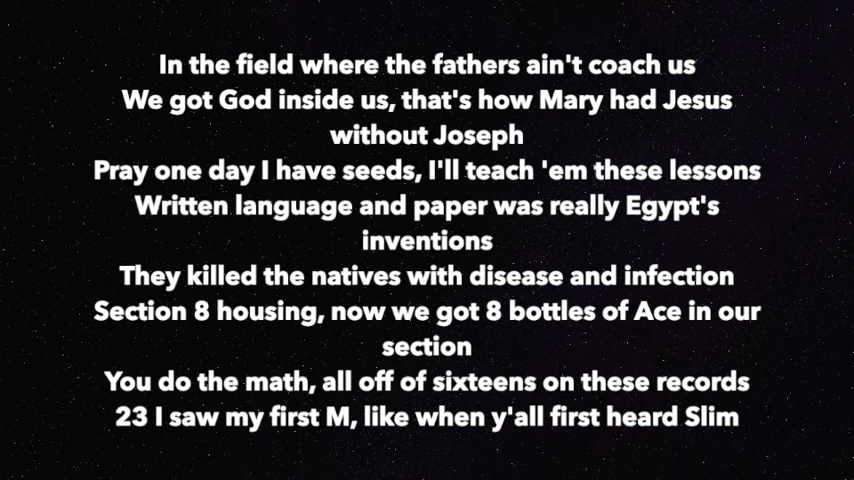 In the field where the fathers ain't coach us
We got God inside us, that's how Mary had Jesus
without Joseph
Pray one day I have seeds, I'll teach 'em these lessons
Written language and paper was really Egypt's
inventions
They killed the natives with disease and infection
Section 8 housing, now we got 8 bottles of Ace in our
section
You do the math, all off of sixteens on these records
23 I saw my first M, like when y'all first heard Slim